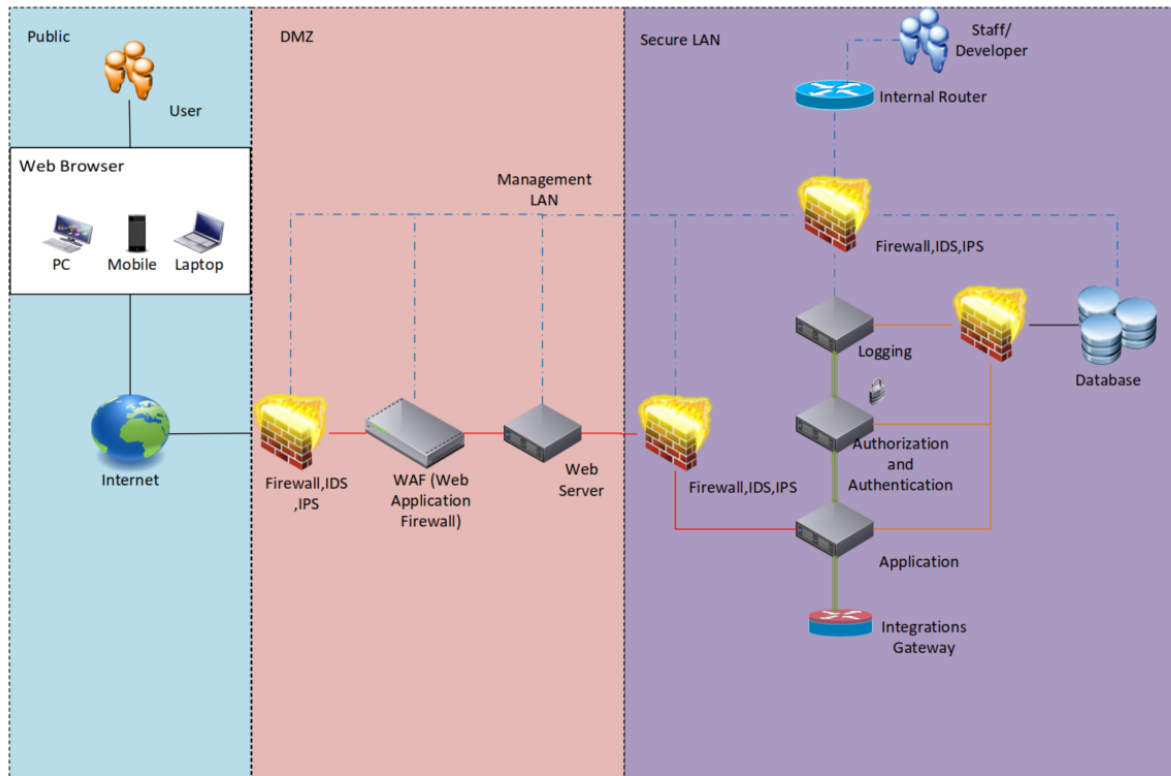 Public
User
Web Browser
PC
Mobile
Laptop
Internet
DMZ
Management
LAN
Firewall,IDS
,IPS
WAF (Web
Application
Firewall)
Web
Server
Secure LAN
Staff/
Developer
Internal Router
Firewall,IDS,IPS
Logging
Database
Firewall,IDS,IPS
Authorization
and
Authentication
Application
Integrations
Gateway